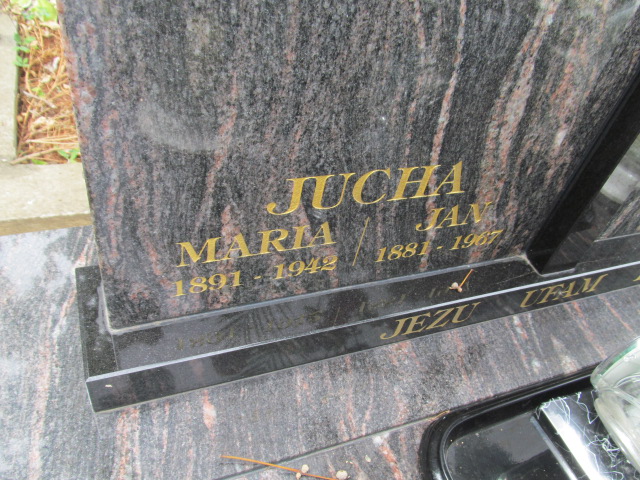 JUCHA
MARIA / JAN
1891 - 1942 1881 - 1967
JEZU UFAM